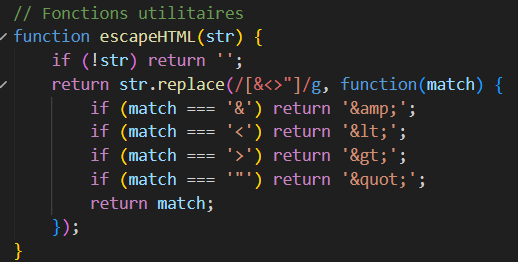 // Fonctions utilitaires
function escapeHTML(str) {
    if (!str) return '';
    return str.replace(/[&<>"]/g, function(match) {
        if (match === '&') return '&amp;';
        if (match === '<') return '&lt;';
        if (match === '>') return '&gt;';
        if (match === '"') return '&quot;';
        return match;
    });
}